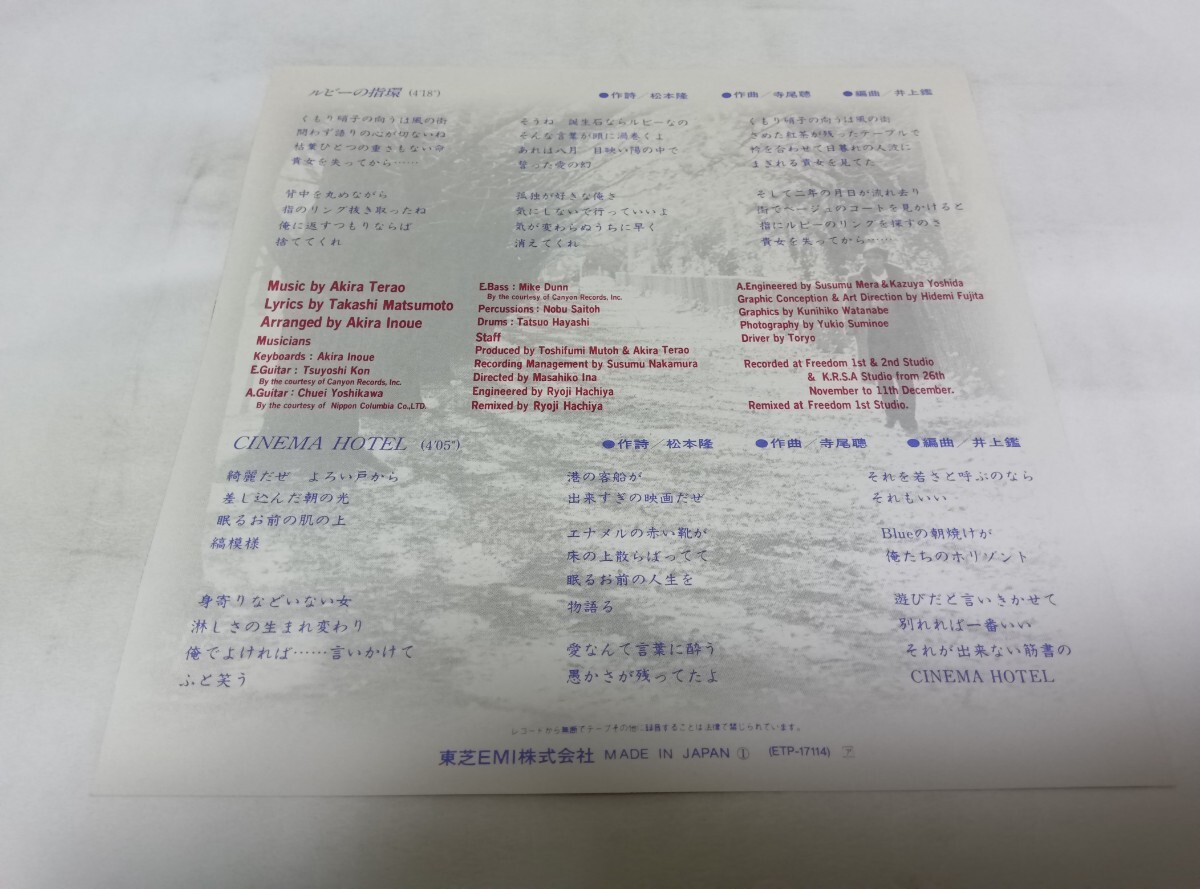 ルビーの指環 (4'18") ●作詩/松本隆 ●作曲/寺尾聰 ●編曲/井上鑑
くもり硝子の向うは風の街
問わず語りの心が切ないね
枯葉ひとつの重さもない命
貴女を失ってから……
背中を丸めながら
指のリング抜き取ったね
俺に返すつもりならば
捨ててくれ
そうね 誕生石ならルビーなの
そんな言葉が頭に渦巻くよ
あれは八月 目映い陽の中で
誓った愛の幻
孤独が好きな俺さ
気にしないで行っていいよ
気が変わらぬうちに早く
消えてくれ
くもり硝子の向うは風の街
さめた紅茶が残ったテーブルで
衿を合わせて日暮れの人波に
まぎれる貴女を見てた
そして二年の月日が流れ去り
街でベージュのコートを見かけると
指にルビーのリングを探すのさ
貴女を失ってから……
Music by Akira Terao
Lyrics by Takashi Matsumoto
Arranged by Akira Inoue
Musicians
Keyboards : Akira Inoue
E.Guitar : Tsuyoshi Kon
By the courtesy of Canyon Records, Inc.
A.Guitar : Chuei Yoshikawa
By the courtesy of Nippon Columbia Co.,LTD.
E.Bass : Mike Dunn
By the courtesy of Canyon Records, Inc.
Percussions : Nobu Saitoh
Drums : Tatsuo Hayashi
Staff
Produced by Toshifumi Mutoh & Akira Terao
Recording Management by Susumu Nakamura
Directed by Masahiko Ina
Engineered by Ryoji Hachiya
Remixed by Ryoji Hachiya
A.Engineered by Susumu Mera & Kazuya Yoshida
Graphic Conception & Art Direction by Hidemi Fujita
Graphics by Kunihiko Watanabe
Photography by Yukio Suminoe
Driver by Toryo
Recorded at Freedom 1st & 2nd Studio
& K.R.S.A Studio from 26th
November to 11th December.
Remixed at Freedom 1st Studio.
CINEMA HOTEL (4'05") ●作詩/松本隆 ●作曲/寺尾聰 ●編曲/井上鑑
綺麗だぜ よろい戸から
差し込んだ朝の光
眠るお前の肌の上
縞模様
身寄りなどいない女
淋しさの生まれ変わり
俺でよければ……言いかけて
ふと笑う
港の客船が
出来すぎの映画だぜ
エナメルの赤い靴が
床の上散らばってて
眠るお前の人生を
物語る
愛なんて言葉に酔う
愚かさが残ってたよ
それを若さと呼ぶのなら
それもいい
Blueの朝焼けが
俺たちのホリゾント
遊びだと言いきかせて
別れれば一番いい
それが出来ない筋書の
CINEMA HOTEL
レコードから無断でテープその他に録音することは法律で禁じられています。
東芝EMI株式会社 MADE IN JAPAN ① (ETP-17114) ア